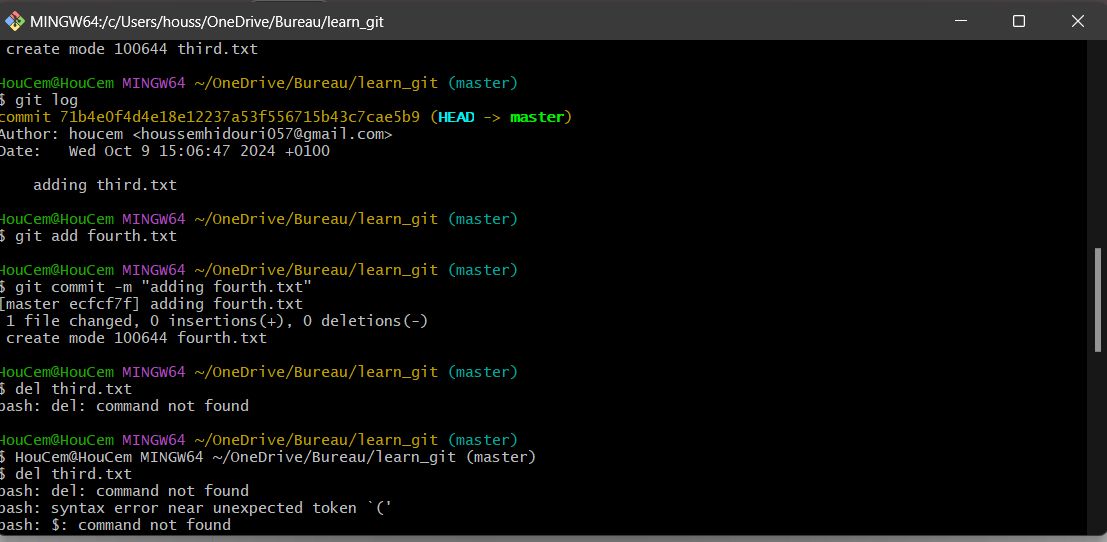 MINGW64:/c/Users/houss/OneDrive/Bureau/learn_git
create mode 100644 third.txt
HouCem@HouCem MINGW64 ~/OneDrive/Bureau/learn_git (master)
$ git log
commit 71b4e0f4d4e18e12237a53f556715b43c7cae5b9 (HEAD -> master)
Author: houcem <houssemhidouri057@gmail.com>
Date:   Wed Oct 9 15:06:47 2024 +0100
    adding third.txt
HouCem@HouCem MINGW64 ~/OneDrive/Bureau/learn_git (master)
$ git add fourth.txt
HouCem@HouCem MINGW64 ~/OneDrive/Bureau/learn_git (master)
$ git commit -m "adding fourth.txt"
[master ecfcf7f] adding fourth.txt
 1 file changed, 0 insertions(+), 0 deletions(-)
 create mode 100644 fourth.txt
HouCem@HouCem MINGW64 ~/OneDrive/Bureau/learn_git (master)
$ del third.txt
bash: del: command not found
HouCem@HouCem MINGW64 ~/OneDrive/Bureau/learn_git (master)
$ HouCem@HouCem MINGW64 ~/OneDrive/Bureau/learn_git (master)
$ del third.txt
bash: del: command not found
bash: syntax error near unexpected token `('
bash: $: command not found